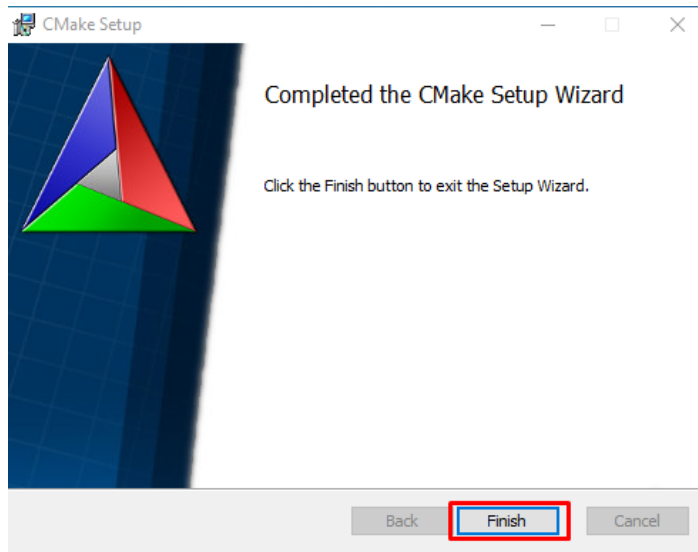 CMake Setup
Completed the CMake Setup Wizard
Click the Finish button to exit the Setup Wizard.
Back Finish Cancel